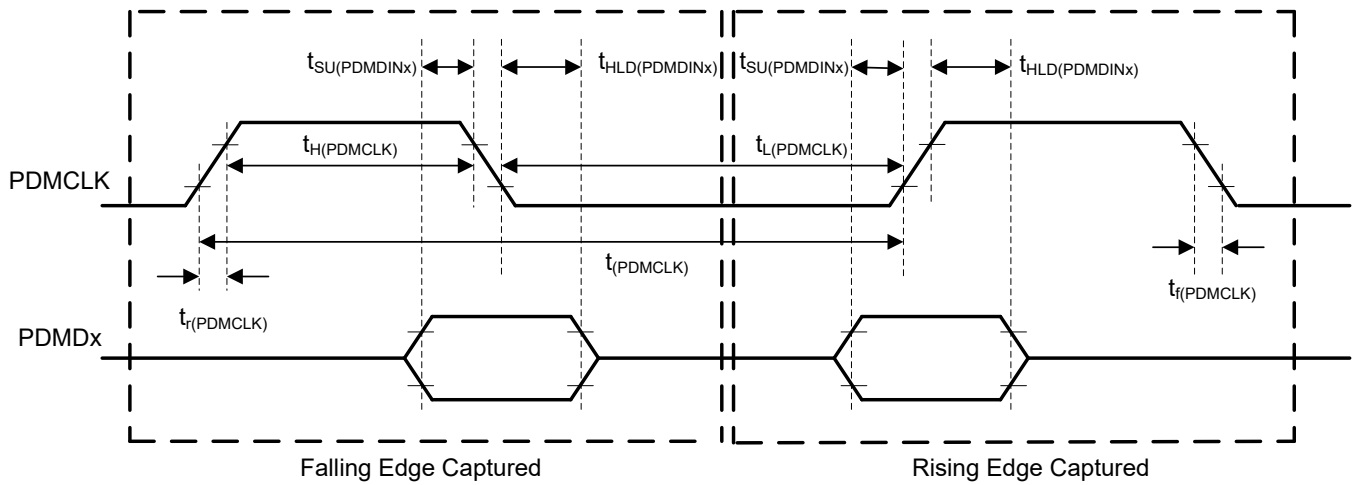 tSU(PDMDINx)
tHLD(PDMDINx)
tSU(PDMDINx)
tHLD(PDMDINx)
tH(PDMCLK)
tL(PDMCLK)
PDMCLK
t(PDMCLK)
tr(PDMCLK)
tf(PDMCLK)
PDMDx
Falling Edge Captured
Rising Edge Captured